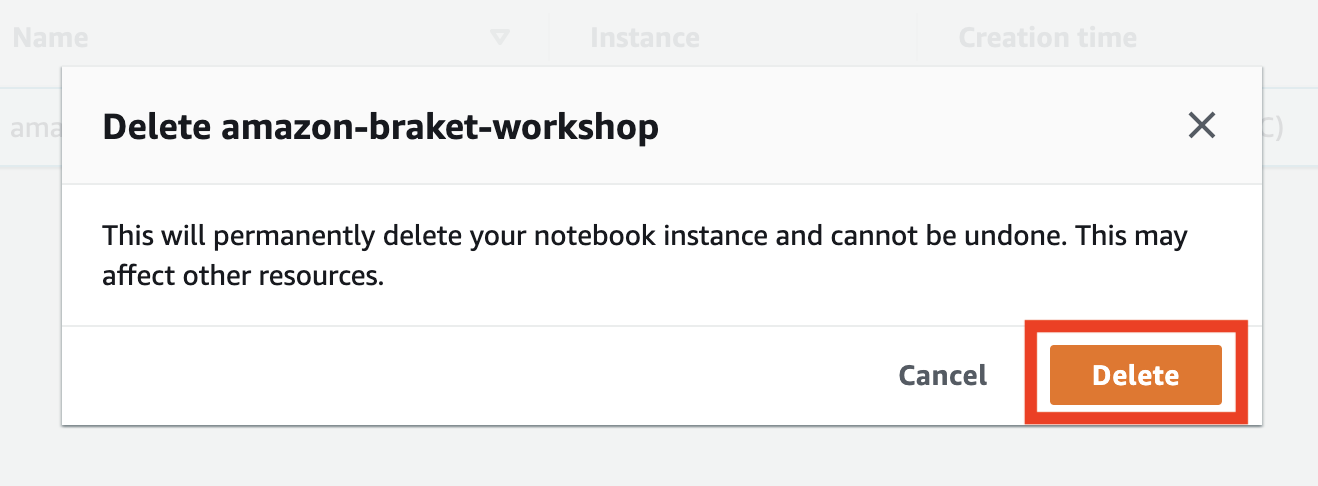 Name Instance Creation time
Delete amazon-braket-workshop
ama C)
This will permanently delete your notebook instance and cannot be undone. This may
affect other resources.
Cancel Delete